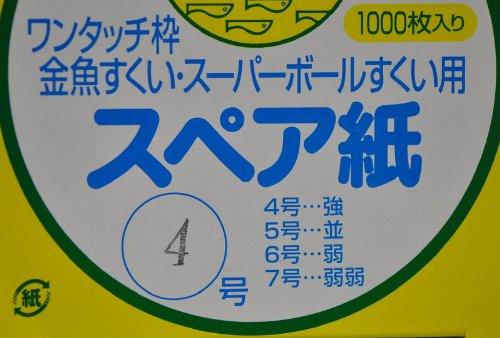 1000枚入り
ワンタッチ枠
金魚すくい・スーパーボールすくい用
スペア紙
4号
4号…強
5号…並
6号…弱
7号…弱弱
紙